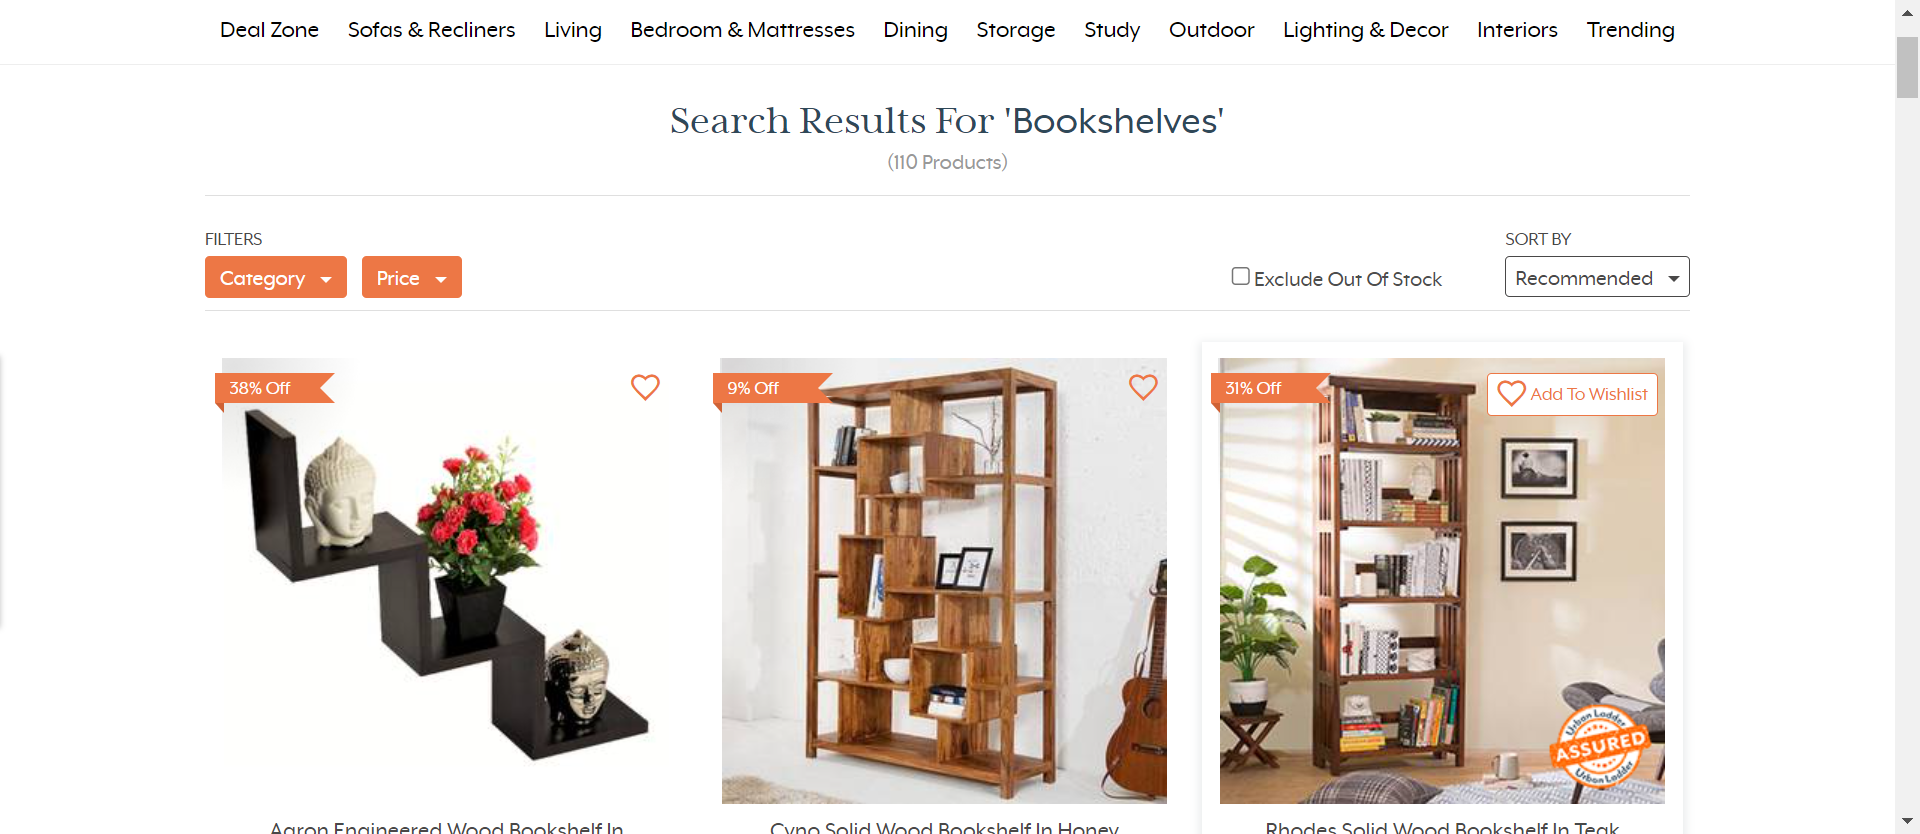 Deal Zone Sofas & Recliners Living Bedroom & Mattresses Dining Storage Study Outdoor Lighting & Decor Interiors Trending
Search Results For 'Bookshelves'
(110 Products)
FILTERS
SORT BY
Category Price
Exclude Out Of Stock
Recommended
38% Off
9% Off
31% Off
Add To Wishlist
Urban Ladder
ASSURED
Urban Ladder
Aaron Engineered Wood Bookshelf In
Cyno Solid Wood Bookshelf In Honey
Rhodes Solid Wood Bookshelf In Teak